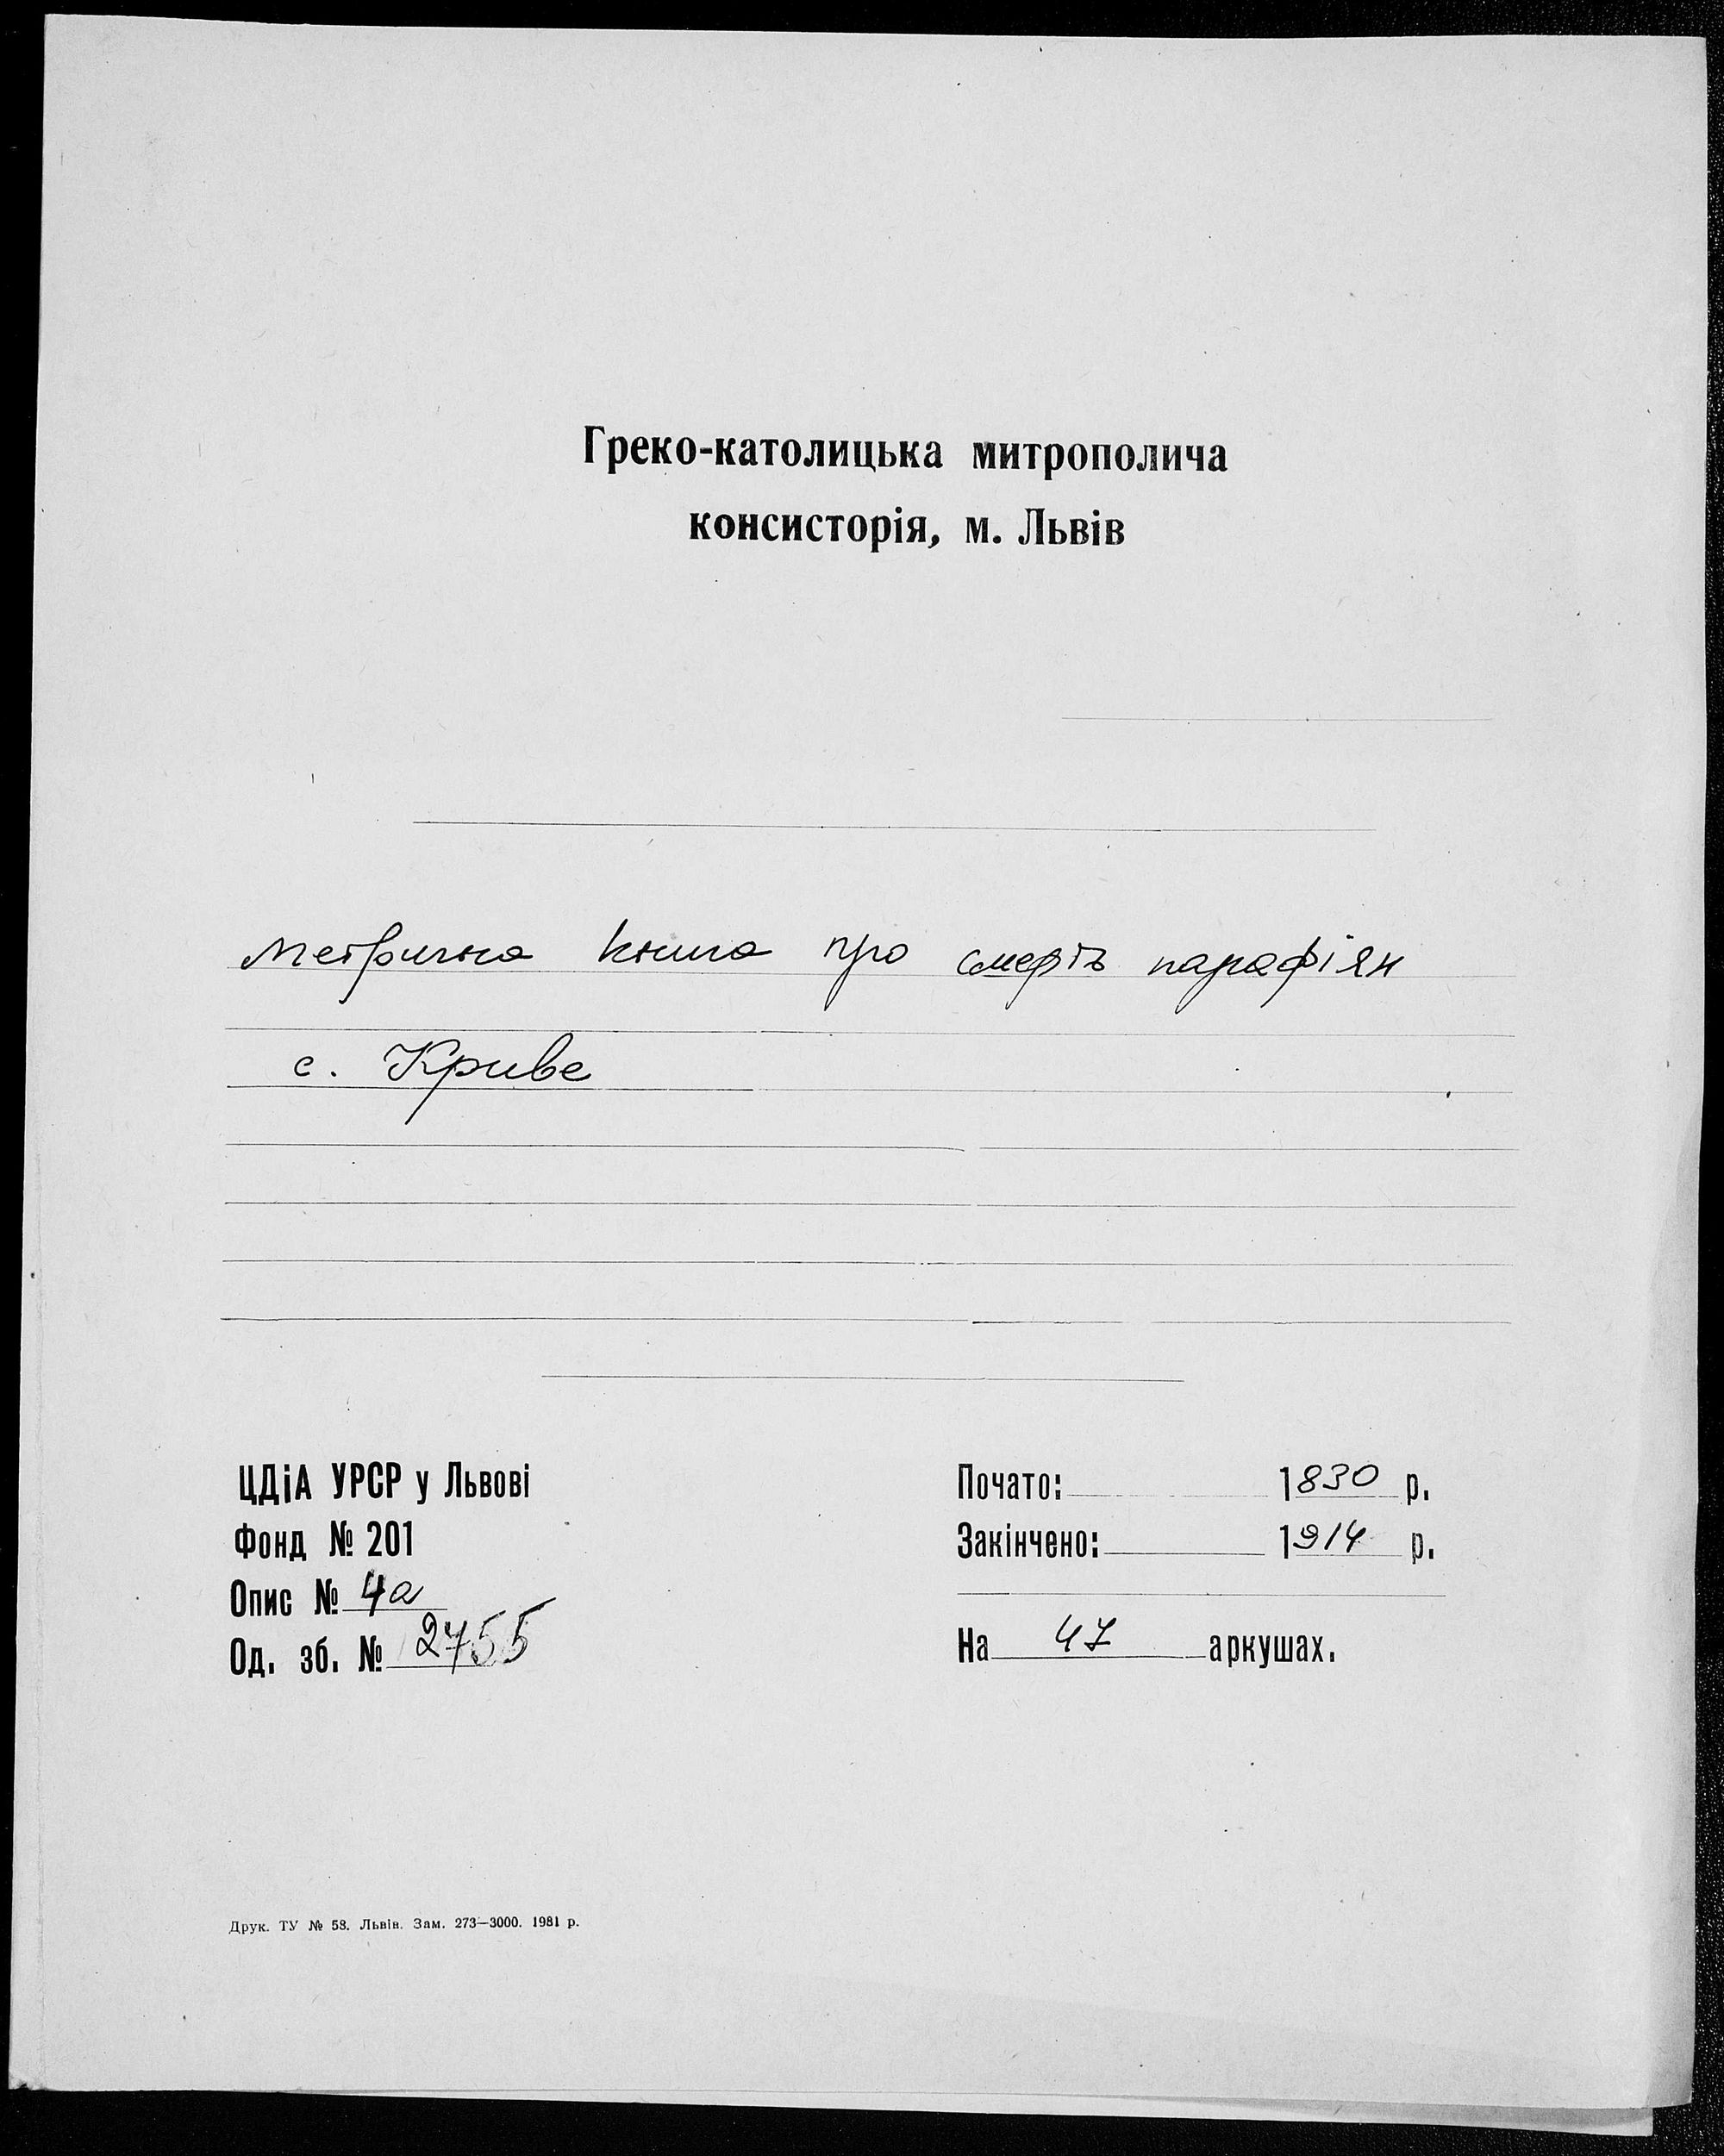 Греко-католицька митрополича
консисторія, м. Львів
Метрична книга про смерть парафіян
с. Криве
ЦДіА УРСР у Львові
Фонд № 201
Опис № 4а
Од. зб. № 2755
Почато: 1830 р.
Закінчено: 1914 р.
На 47 аркушах.
Друк. ТУ № 58. Львів. Зам. 273—3000. 1981 р.